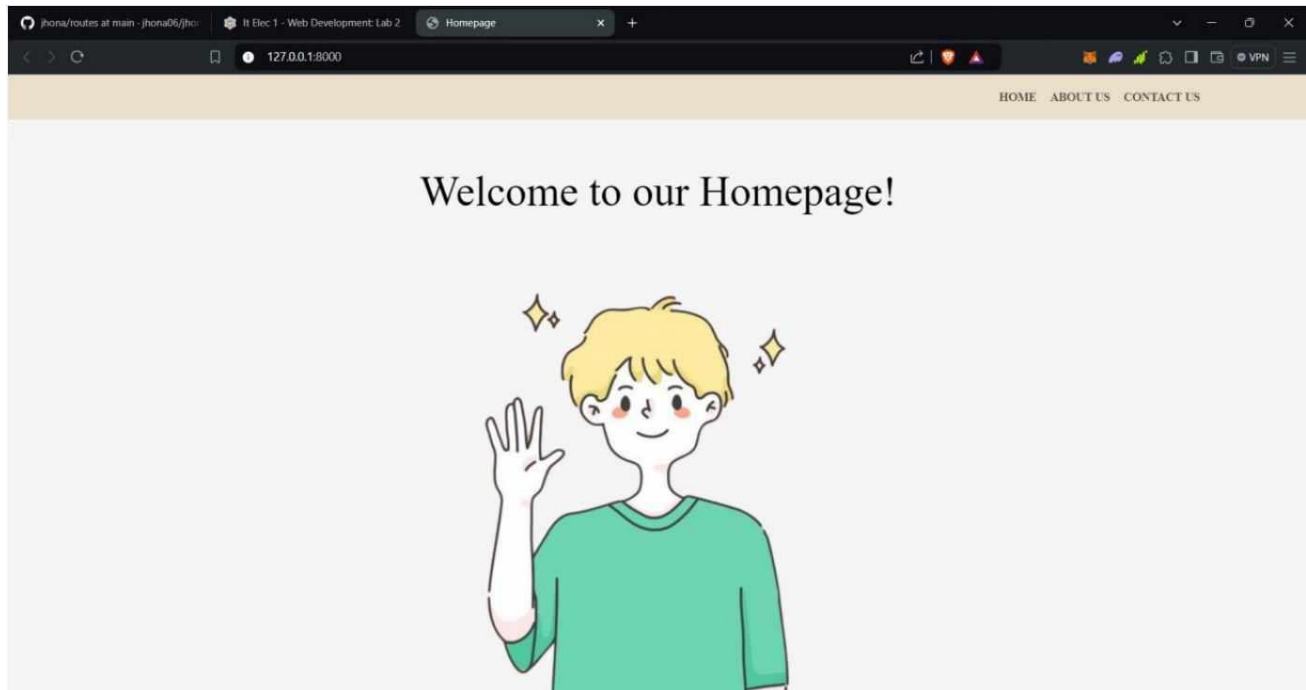 jhona/routes at main · jhona06/jho
It Elec 1 - Web Development: Lab 2
Homepage
127.0.0.1:8000
VPN
HOME ABOUT US CONTACT US
Welcome to our Homepage!